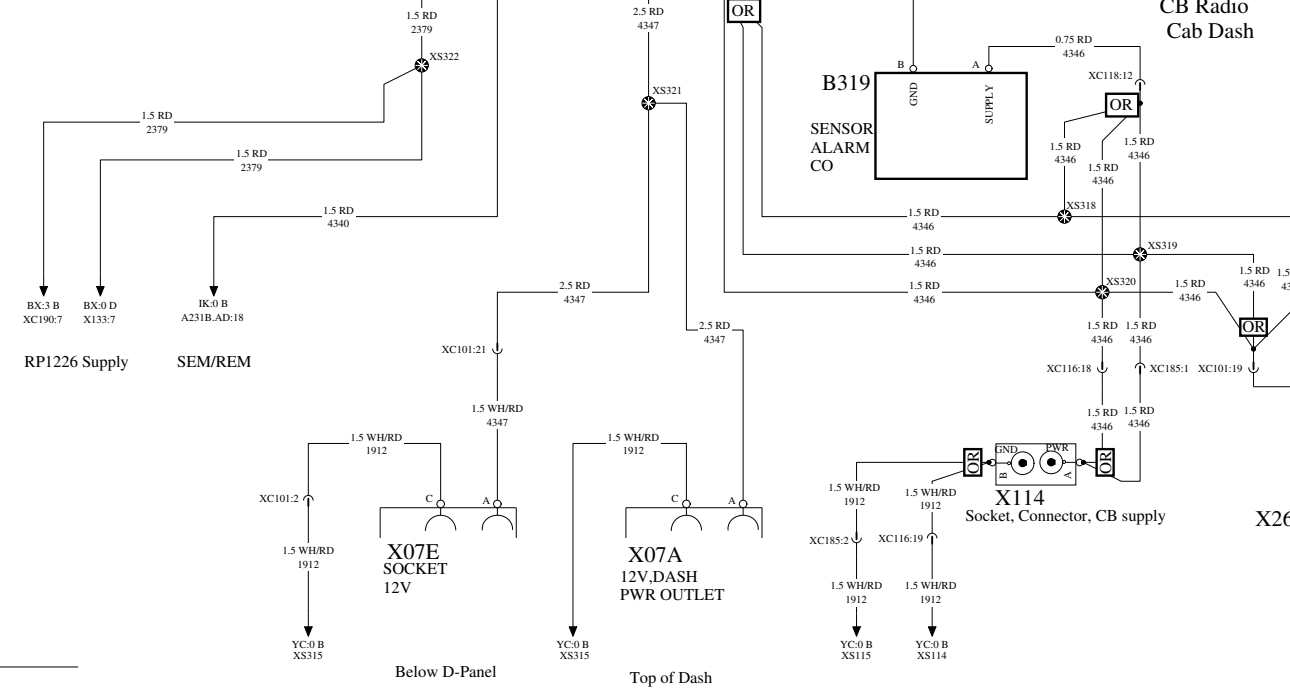 CB Radio
Cab Dash
1.5 RD
2379
2.5 RD
4347
OR
XS322
XS321
0.75 RD
4346
B
A
XC118:12
B319
GND
SUPPLY
OR
SENSOR
ALARM
CO
1.5 RD
2379
1.5 RD
2379
1.5 RD
4346
1.5 RD
4346
1.5 RD
4346
1.5 RD
4340
1.5 RD
4346
XS318
1.5 RD
4346
XS319
1.5 RD
4346
XS320
1.5 RD
4346
1.5 RD
4346
1.5
43
2.5 RD
4347
BX:3 B
XC190:7
BX:0 D
X133:7
IK:0 B
A231B.AD:18
RP1226 Supply
SEM/REM
2.5 RD
4347
1.5 RD
4346
1.5 RD
4346
OR
XC101:21
XC116:18
XC185:1
XC101:19
1.5 WH/RD
4347
1.5 RD
4346
1.5 RD
4346
1.5 WH/RD
1912
1.5 WH/RD
1912
OR
GND
PWR
B
A
OR
X114
Socket, Connector, CB supply
X26
1.5 WH/RD
1912
1.5 WH/RD
1912
XC101:2
C
A
C
A
XC185:2
XC116:19
X07E
SOCKET
12V
X07A
12V,DASH
PWR OUTLET
1.5 WH/RD
1912
1.5 WH/RD
1912
1.5 WH/RD
1912
YC:0 B
XS315
YC:0 B
XS315
YC:0 B
XS115
YC:0 B
XS114
Below D-Panel
Top of Dash